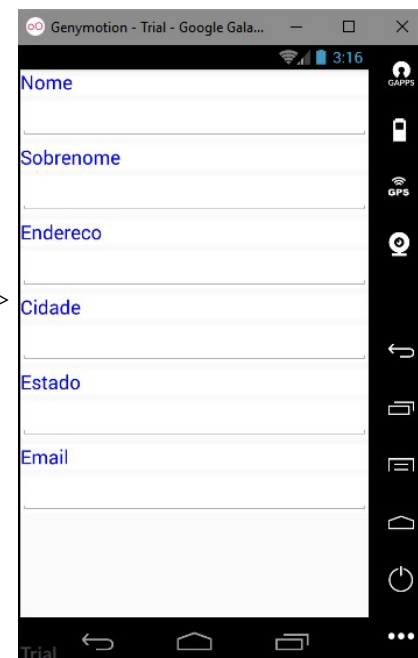 Genymotion - Trial - Google Gala...
3:16
GAPPS
Nome
Sobrenome
GPS
Endereco
>
Cidade
Estado
Email
Trial